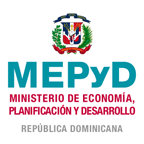 MEPyD
MINISTERIO DE ECONOMÍA,
PLANIFICACIÓN Y DESARROLLO
REPÚBLICA DOMINICANA